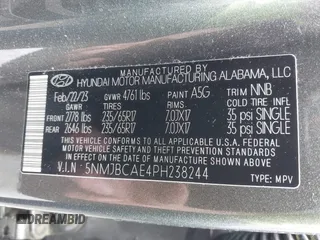 HYUNDAI MOTOR MANUFACTURING ALABAMA, LLC
MANUFACTURED BY
Feb/22/23 GVWR 4761 lbs PAINT A5G TRIM NNB
GAWR TIRES RIMS COLD TIRE INF. PRES.
FRONT 2778 lbs 235/65R17 7.0JX17 35 psi SINGLE
REAR 2646 lbs 235/65R17 7.0JX17 35 psi SINGLE
THIS VEHICLE CONFORMS TO ALL APPLICABLE U.S. FEDERAL MOTOR VEHICLE SAFETY, BUMPER AND THEFT PREVENTION STANDARDS IN EFFECT ON THE DATE OF MANUFACTURE SHOWN ABOVE.
V.I.N : 5NMJBCAE4PH238244
TYPE: MPV
DREAMBID